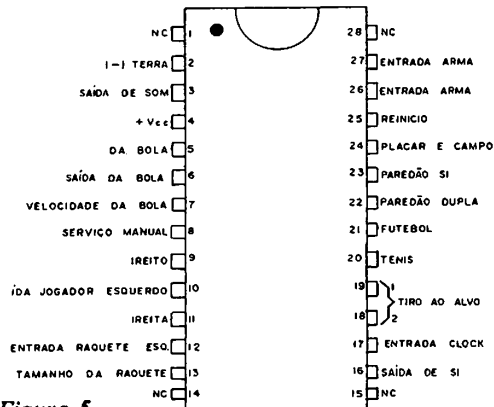 NC 1
(-) TERRA 2
SAÍDA DE SOM 3
+ Vcc 4
DA BOLA 5
SAÍDA DA BOLA 6
VELOCIDADE DA BOLA 7
SERVIÇO MANUAL 8
IREITO 9
ÍDA JOGADOR ESQUERDO 10
IREITA 11
ENTRADA RAQUETE ESQ. 12
TAMANHO DA RAQUETE 13
NC 14
28 NC
27 ENTRADA ARMA
26 ENTRADA ARMA
25 REINICIO
24 PLACAR E CAMPO
23 PAREDÃO SI
22 PAREDÃO DUPLA
21 FUTEBOL
20 TENIS
19 1
TIRO AO ALVO
18 2
17 ENTRADA CLOCK
16 SAÍDA DE SI
15 NC